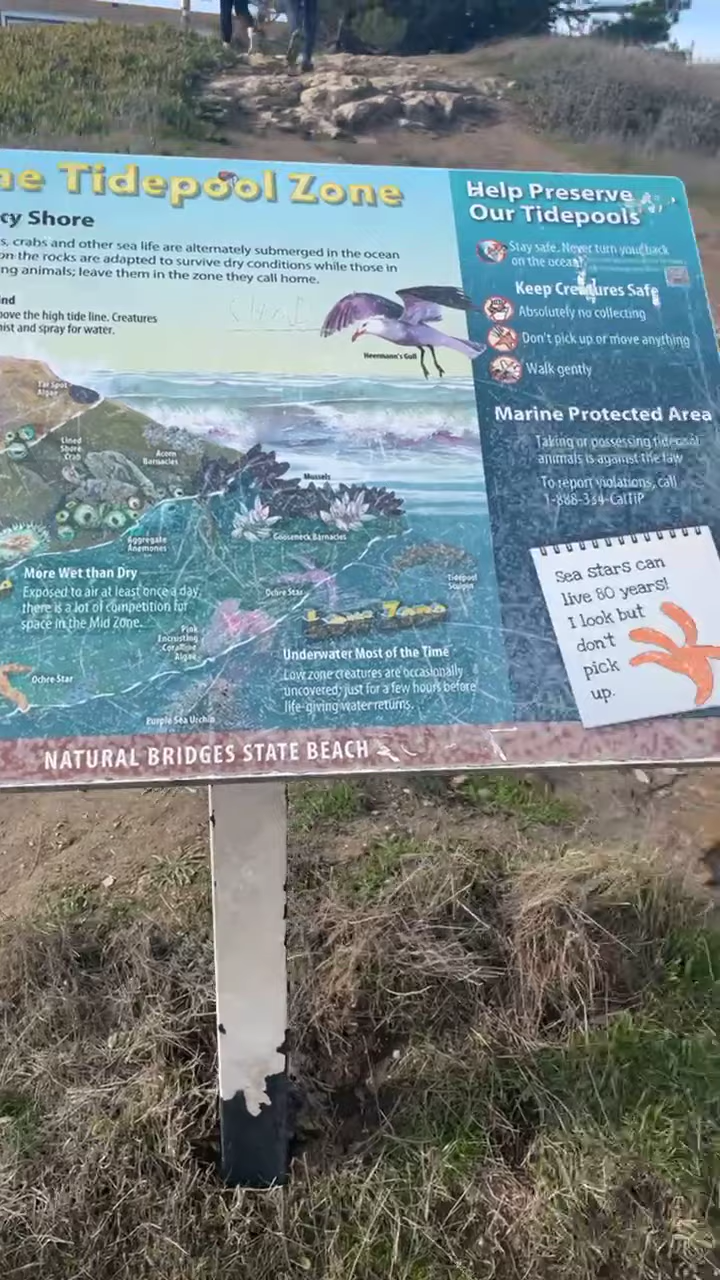 ne Tidepool Zone
cky Shore
s, crabs and other sea life are alternately submerged in the ocean
on the rocks are adapted to survive dry conditions while those in
ng animals; leave them in the zone they call home.
ind
ove the high tide line. Creatures
ist and spray for water.
Heermann's Gull
Tar Spot
Algae
Lined
Shore
Crab
Acorn
Barnacles
Mussels
Aggregate
Anemones
Gooseneck Barnacles
More Wet than Dry
Exposed to air at least once a day,
there is a lot of competition for
space in the Mid Zone.
Ochre Star
Tidepool
Sculpin
Pink
Encrusting
Coralline
Algae
Low Zone
Underwater Most of the Time
Low zone creatures are occasionally
uncovered, just for a few hours before
life-giving water returns.
Ochre Star
Purple Sea Urchin
NATURAL BRIDGES STATE BEACH
Help Preserve
Our Tidepools
Stay safe. Never turn your back
on the ocean!
Keep Creatures Safe
Absolutely no collecting
Don't pick up or move anything
Walk gently
Marine Protected Area
Taking or possessing tidepool
animals is against the law
To report violations, call
1-888-334-CalTIP
Sea stars can
live 80 years!
I look but
don't
pick
up.